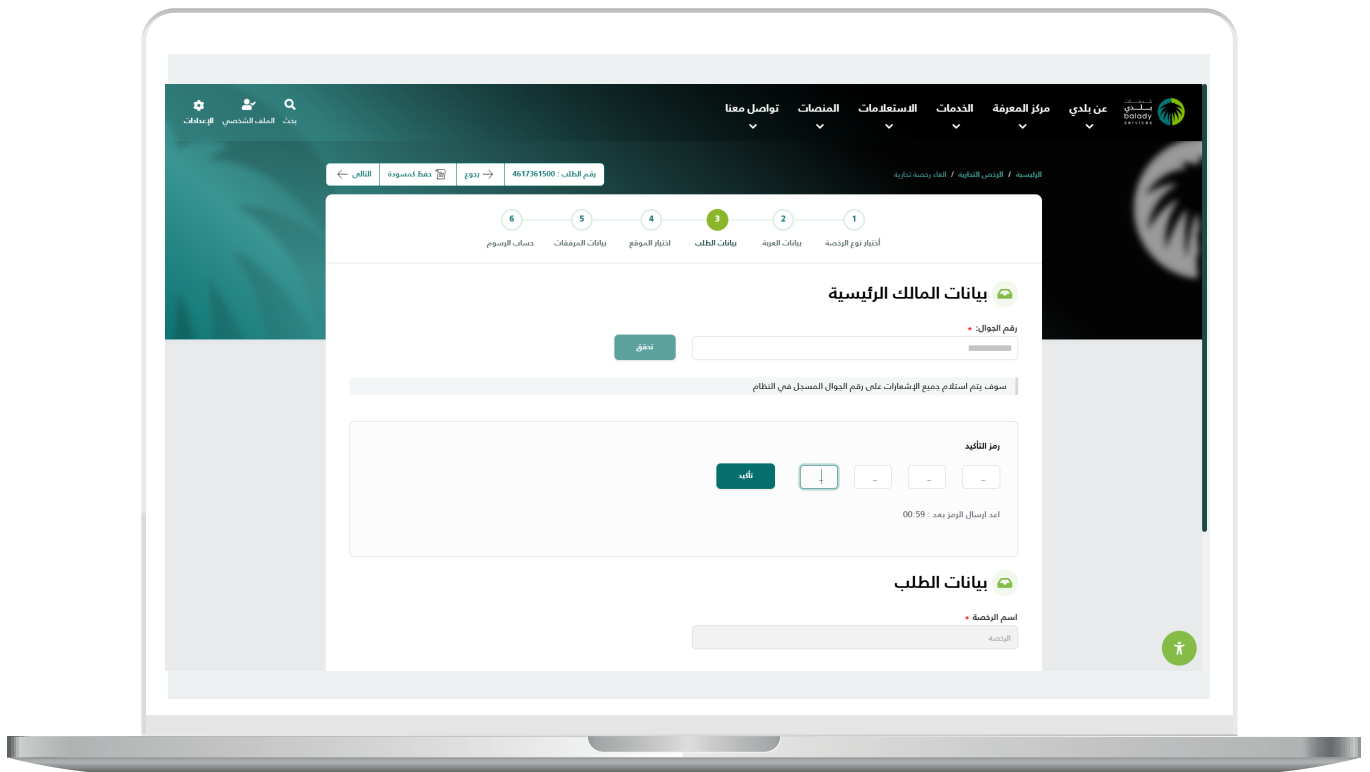 خدمات
بلدي
balady
services
عن بلدي
مركز المعرفة
الخدمات
الاستعلامات
المنصات
تواصل معنا
بحث
الملف الشخصي
الإعدادات
الرئيسية / الرخص التجارية / الغاء رخصة تجارية
رقم الطلب : 4617361500
رجوع
حفظ كمسودة
التالي
1
2
3
4
5
6
أختيار نوع الرخصة
بيانات العربة
بيانات الطلب
اختيار الموقع
بيانات المرفقات
حساب الرسوم
بيانات المالك الرئيسية
رقم الجوال: *
تحقق
سوف يتم استلام جميع الإشعارات على رقم الجوال المسجل في النظام
رمز التأكيد
_ _ _ _
تأكيد
اعد ارسال الرمز بعد : 00:59
بيانات الطلب
اسم الرخصة *
الرخصة